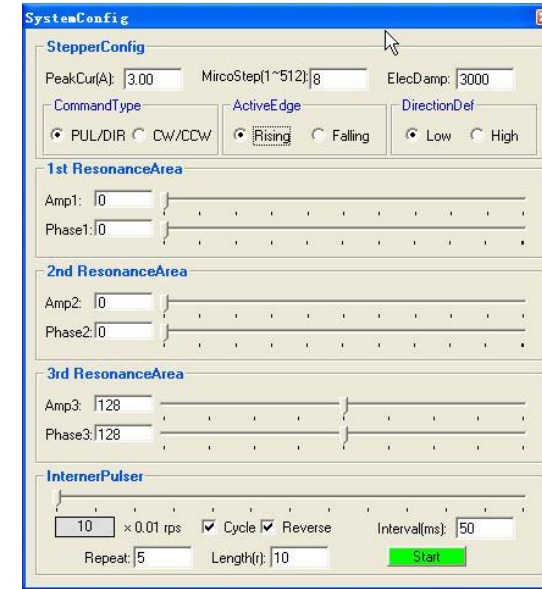 SystemConfig
StepperConfig
PeakCur(A): 3.00 MircoStep(1~512): 8 ElecDamp: 3000
CommandType ActiveEdge DirectionDef
PUL/DIR CW/CCW Rising Falling Low High
1st ResonanceArea
Amp1: 0
Phase1: 0
2nd ResonanceArea
Amp2: 0
Phase2: 0
3rd ResonanceArea
Amp3: 128
Phase3: 128
InternerPulser
10 × 0.01 rps Cycle Reverse Interval(ms): 50
Repeat: 5 Length(r): 10 Start